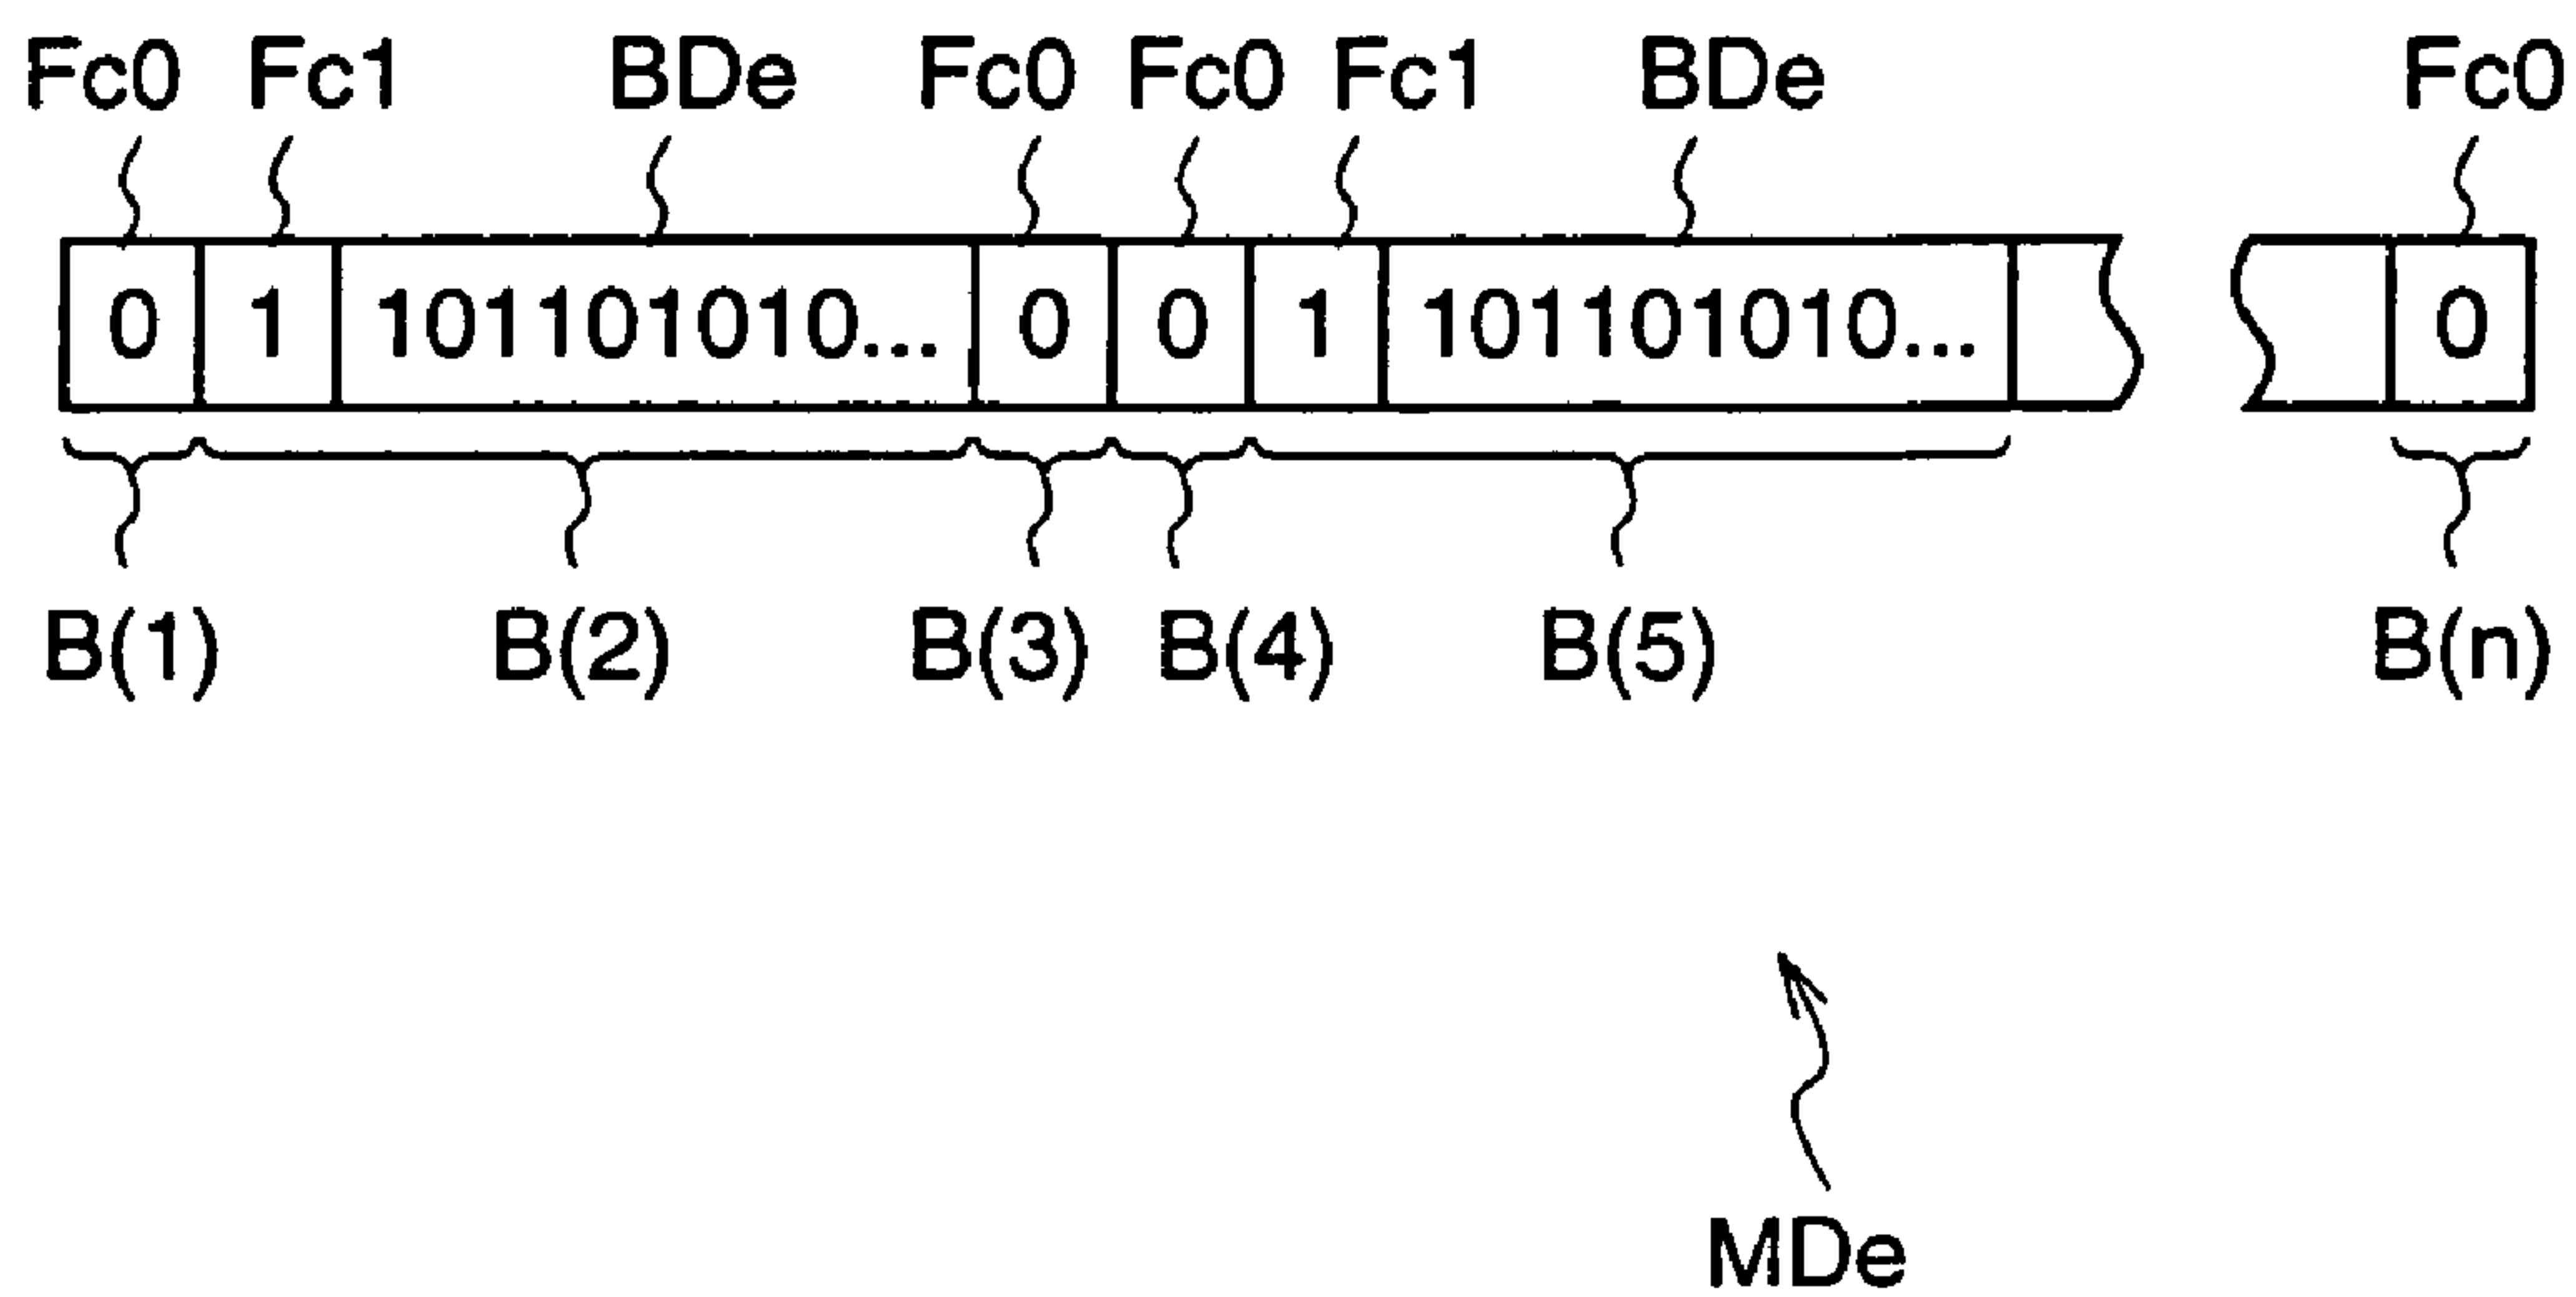 Fc0 Fc1 BDe Fc0 Fc0 Fc1 BDe Fc0
0 1 101101010... 0 0 1 101101010... 0
B(1) B(2) B(3) B(4) B(5) B(n)
MDe